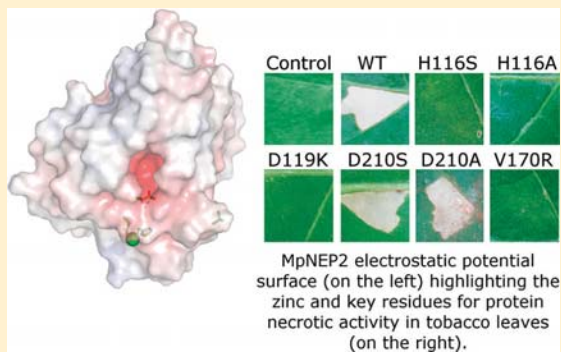 Control WT H116S H116A
D119K D210S D210A V170R
MpNEP2 electrostatic potential
surface (on the left) highlighting the
zinc and key residues for protein
necrotic activity in tobacco leaves
(on the right).